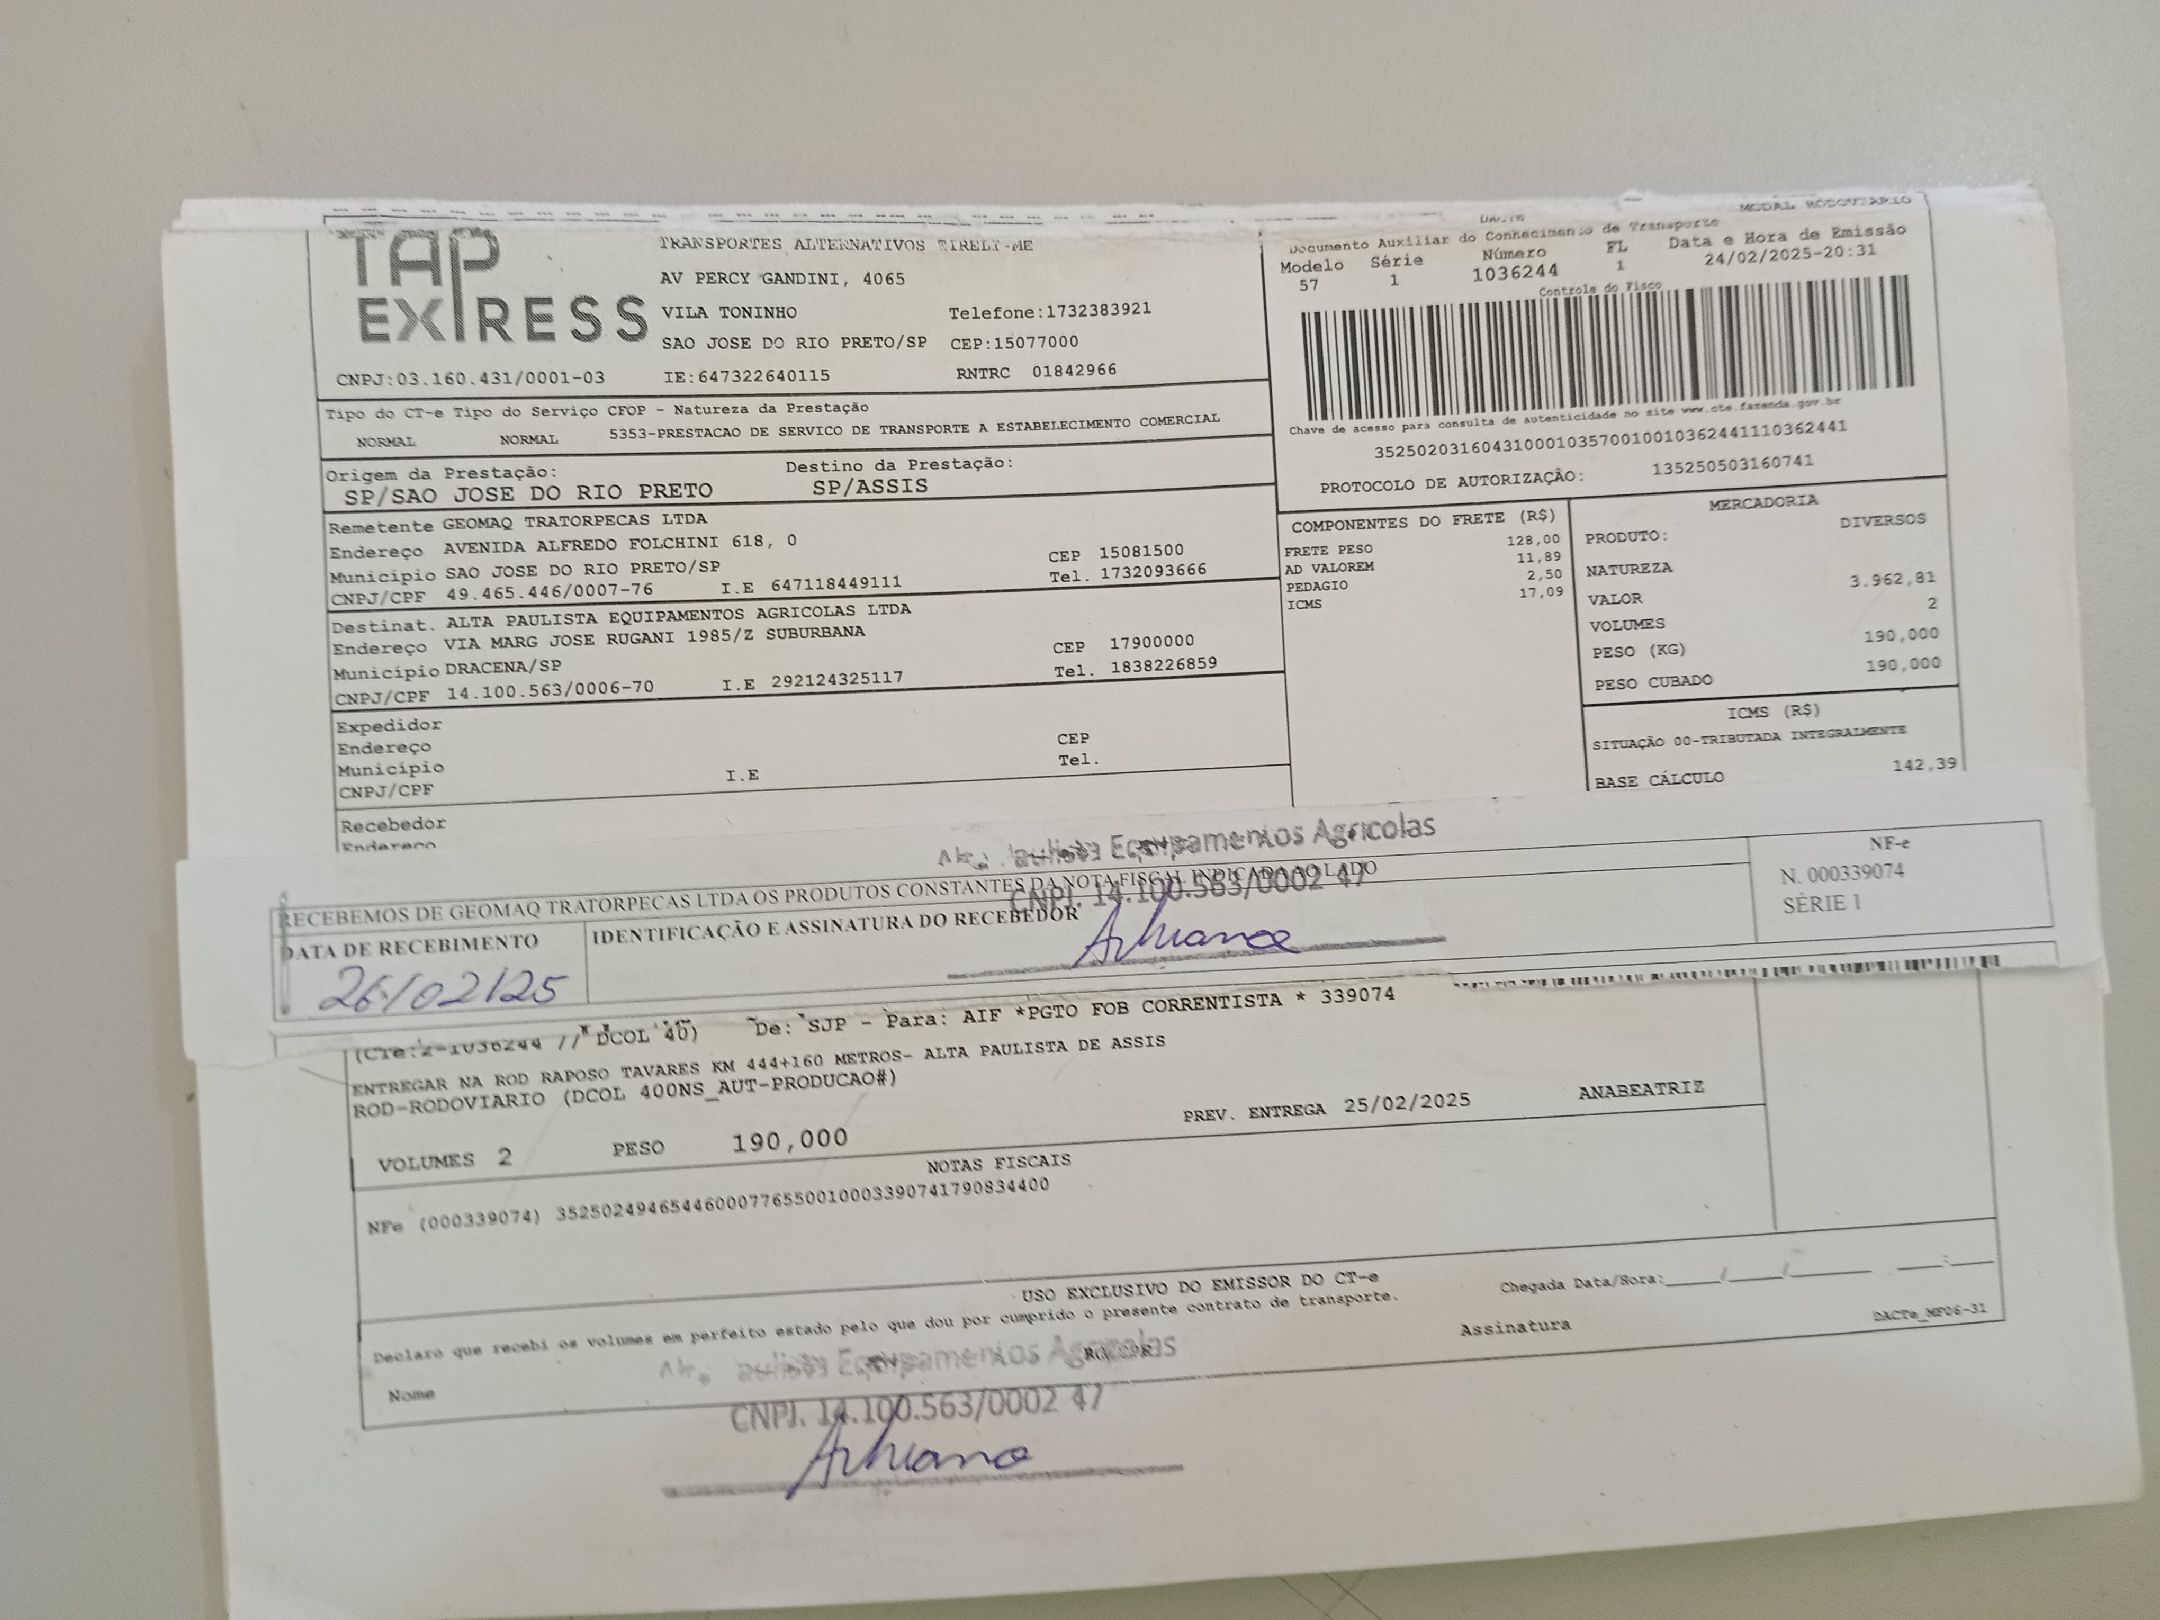 MODAL RODOVIARIO
TAP EXPRESS
TRANSPORTES ALTERNATIVOS EIRELI-ME
AV PERCY GANDINI, 4065
VILA TONINHO Telefone:1732383921
SAO JOSE DO RIO PRETO/SP CEP:15077000
CNPJ:03.160.431/0001-03 IE:647322640115 RNTRC 01842966
DACTE
Documento Auxiliar do Conhecimento de Transporte
Modelo Série Número FL Data e Hora de Emissão
57 1 1036244 1 24/02/2025-20:31
Controle do Fisco
Chave de acesso para consulta de autenticidade no site www.cte.fazenda.gov.br
35250203160431000103570010010362441110362441
PROTOCOLO DE AUTORIZAÇÂO: 135250503160741
Tipo do CT-e Tipo do Serviço CFOP - Natureza da Prestação
NORMAL NORMAL 5353-PRESTACAO DE SERVICO DE TRANSPORTE A ESTABELECIMENTO COMERCIAL
Origem da Prestação: Destino da Prestação:
SP/SAO JOSE DO RIO PRETO SP/ASSIS
Remetente GEOMAQ TRATORPECAS LTDA
Endereço AVENIDA ALFREDO FOLCHINI 618, 0 CEP 15081500
Município SAO JOSE DO RIO PRETO/SP Tel. 1732093666
CNPJ/CPF 49.465.446/0007-76 I.E 647118449111
Destinat. ALTA PAULISTA EQUIPAMENTOS AGRICOLAS LTDA
Endereço VIA MARG JOSE RUGANI 1985/Z SUBURBANA CEP 17900000
Município DRACENA/SP Tel. 1838226859
CNPJ/CPF 14.100.563/0006-70 I.E 292124325117
Expedidor
Endereço CEP
Município Tel.
CNPJ/CPF I.E
Recebedor
Endereço
COMPONENTES DO FRETE (R$)
FRETE PESO 128,00
AD VALOREM 11,89
PEDAGIO 2,50
ICMS 17,09
MERCADORIA
PRODUTO: DIVERSOS
NATUREZA
VALOR 3.962,81
VOLUMES 2
PESO (KG) 190,000
PESO CUBADO 190,000
ICMS (R$)
SITUAÇÃO 00-TRIBUTADA INTEGRALMENTE
BASE CÁLCULO 142,39
Equipamentos Agricolas
CNPJ. 14.100.563/0002 47
RECEBEMOS DE GEOMAQ TRATORPECAS LTDA OS PRODUTOS CONSTANTES DA NOTA FISCAL INDICADA AO LADO
DATA DE RECEBIMENTO IDENTIFICAÇÃO E ASSINATURA DO RECEBEDOR
26/02/25
NF-e
N. 000339074
SÉRIE 1
(CTe:2-1036244 // DCOL 40) De: SJP - Para: AIF *PGTO FOB CORRENTISTA * 339074
ENTREGAR NA ROD RAPOSO TAVARES KM 444+160 METROS- ALTA PAULISTA DE ASSIS
ROD-RODOVIARIO (DCOL 400NS_AUT-PRODUCAO#)
PREV. ENTREGA 25/02/2025 ANABEATRIZ
VOLUMES 2 PESO 190,000
NOTAS FISCAIS
NFe (000339074) 35250249465446000776550010003390741790834400
USO EXCLUSIVO DO EMISSOR DO CT-e
Declaro que recebi os volumes em perfeito estado pelo que dou por cumprido o presente contrato de transporte.
Chegada Data/Hora:____/____/______ ___:___
Nome Assinatura DACTe_MF06-31
Equipamentos Agricolas
CNPJ. 14.100.563/0002 47